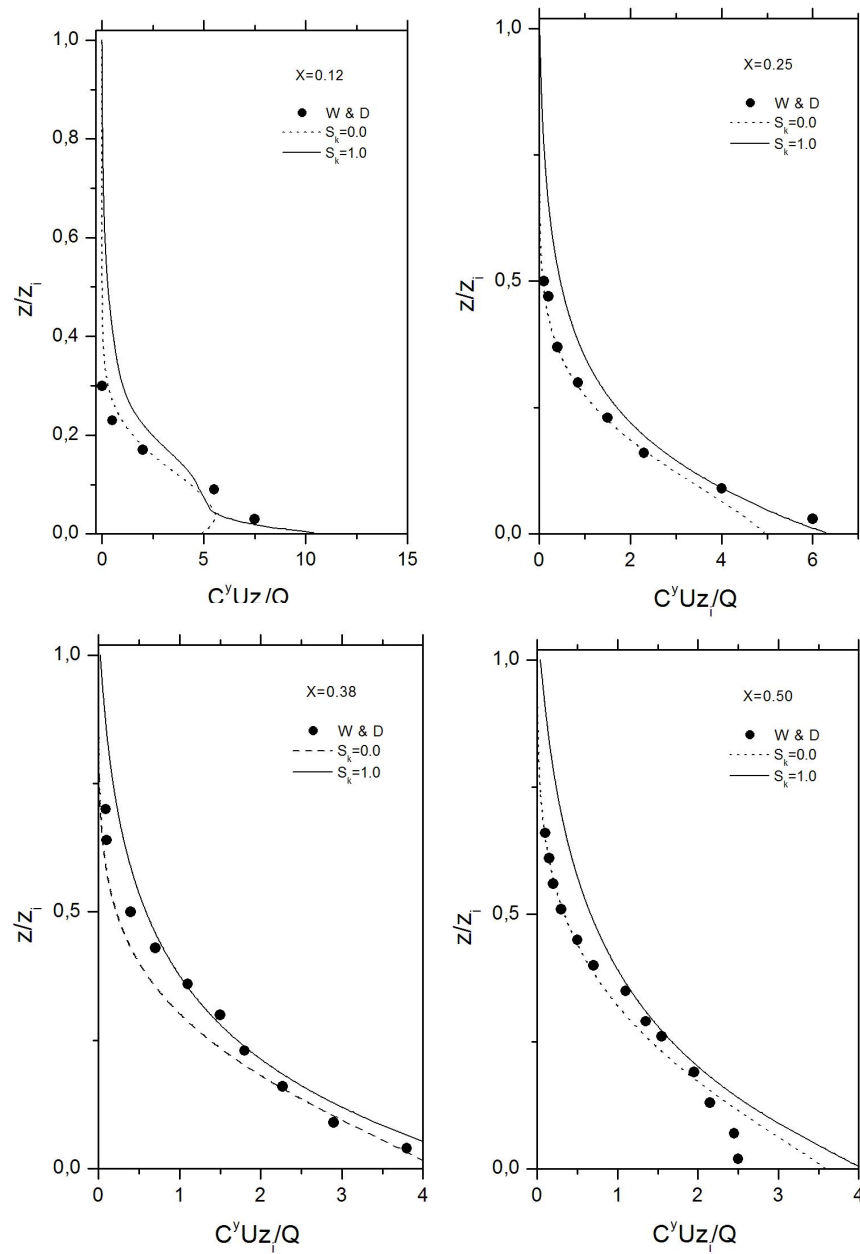 X=0.12
W & D
S_k=0.0
S_k=1.0
1,0
0,8
0,6
0,4
0,2
0,0
z/z_i
0
5
10
15
C^yUz_i/Q
X=0.25
W & D
S_k=0.0
S_k=1.0
1,0
0,5
0,0
z/z_i
0
2
4
6
C^yUz_i/Q
X=0.38
W & D
S_k=0.0
S_k=1.0
1,0
0,5
0,0
z/z_i
0
1
2
3
4
C^yUz_i/Q
X=0.50
W & D
S_k=0.0
S_k=1.0
1,0
0,5
0,0
z/z_i
0
1
2
3
4
C^yUz_i/Q